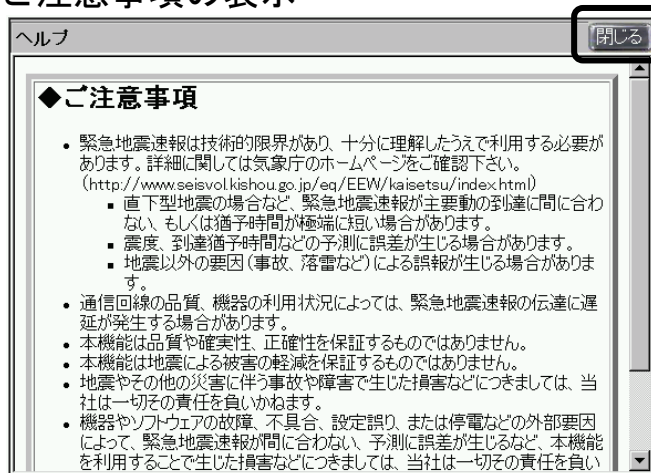 ご注意事項の表示
ヘルプ
閉じる
◆ご注意事項
• 緊急地震速報は技術的限界があり、十分に理解したうえで利用する必要が
あります。詳細に関しては気象庁のホームページをご確認下さい。
(http://www.seisvol.kishou.go.jp/eq/EEW/kaisetsu/index.html)
▪ 直下型地震の場合など、緊急地震速報が主要動の到達に間に合わ
ない、もしくは猶予時間が極端に短い場合があります。
▪ 震度、到達猶予時間などの予測に誤差が生じる場合があります。
▪ 地震以外の要因(事故、落雷など)による誤報が生じる場合がありま
す。
• 通信回線の品質、機器の利用状況によっては、緊急地震速報の伝達に遅
延が発生する場合があります。
• 本機能は品質や確実性、正確性を保証するものではありません。
• 本機能は地震による被害の軽減を保証するものではありません。
• 地震やその他の災害に伴う事故や障害で生じた損害などにつきましては、当
社は一切その責任を負いかねます。
• 機器やソフトウェアの故障、不具合、設定誤り、または停電などの外部要因
によって、緊急地震速報が間に合わない、予測に誤差が生じるなど、本機能
を利用することで生じた損害などにつきましては、当社は一切その責任を負い